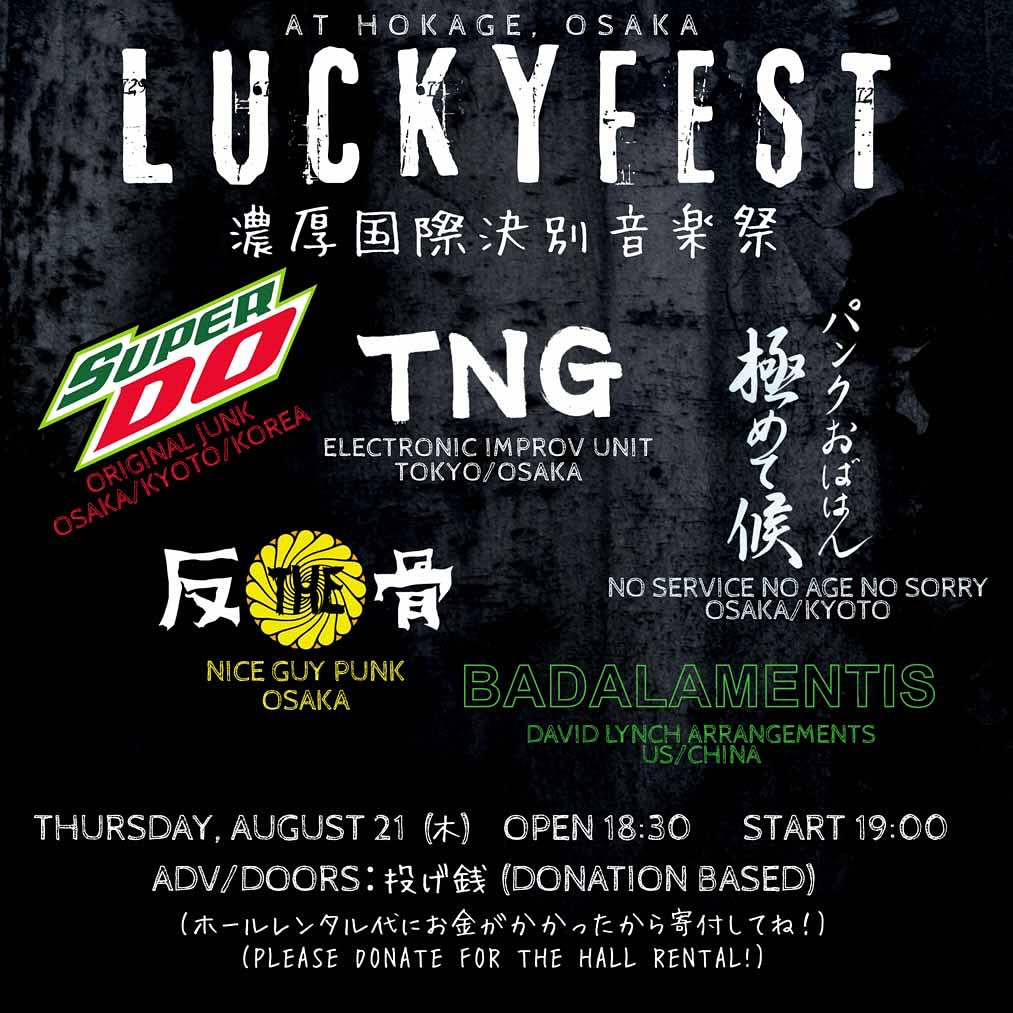 AT HOKAGE, OSAKA
LUCKYFEST
濃厚国際決別音楽祭
SUPER
DO
ORIGINAL JUNK
OSAKA/KYOTO/KOREA
TNG
ELECTRONIC IMPROV UNIT
TOKYO/OSAKA
パンクおばはん
極めて候
NO SERVICE NO AGE NO SORRY
OSAKA/KYOTO
反THE骨
NICE GUY PUNK
OSAKA
BADALAMENTIS
DAVID LYNCH ARRANGEMENTS
US/CHINA
THURSDAY, AUGUST 21 (木) OPEN 18:30 START 19:00
ADV/DOORS:投げ銭 (DONATION BASED)
(ホールレンタル代にお金がかかったから寄付してね!)
(PLEASE DONATE FOR THE HALL RENTAL!)